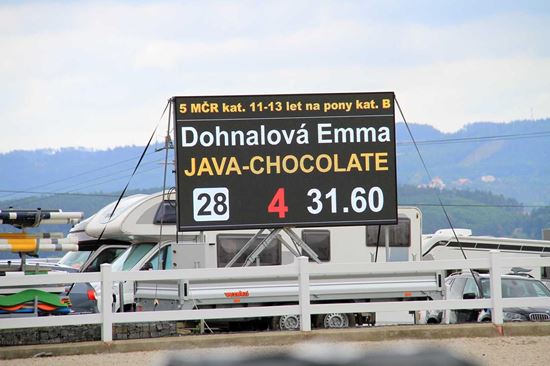 5 MČR kat. 11-13 let na pony kat. B
Dohnalová Emma
JAVA-CHOCOLATE
28 4 31.60